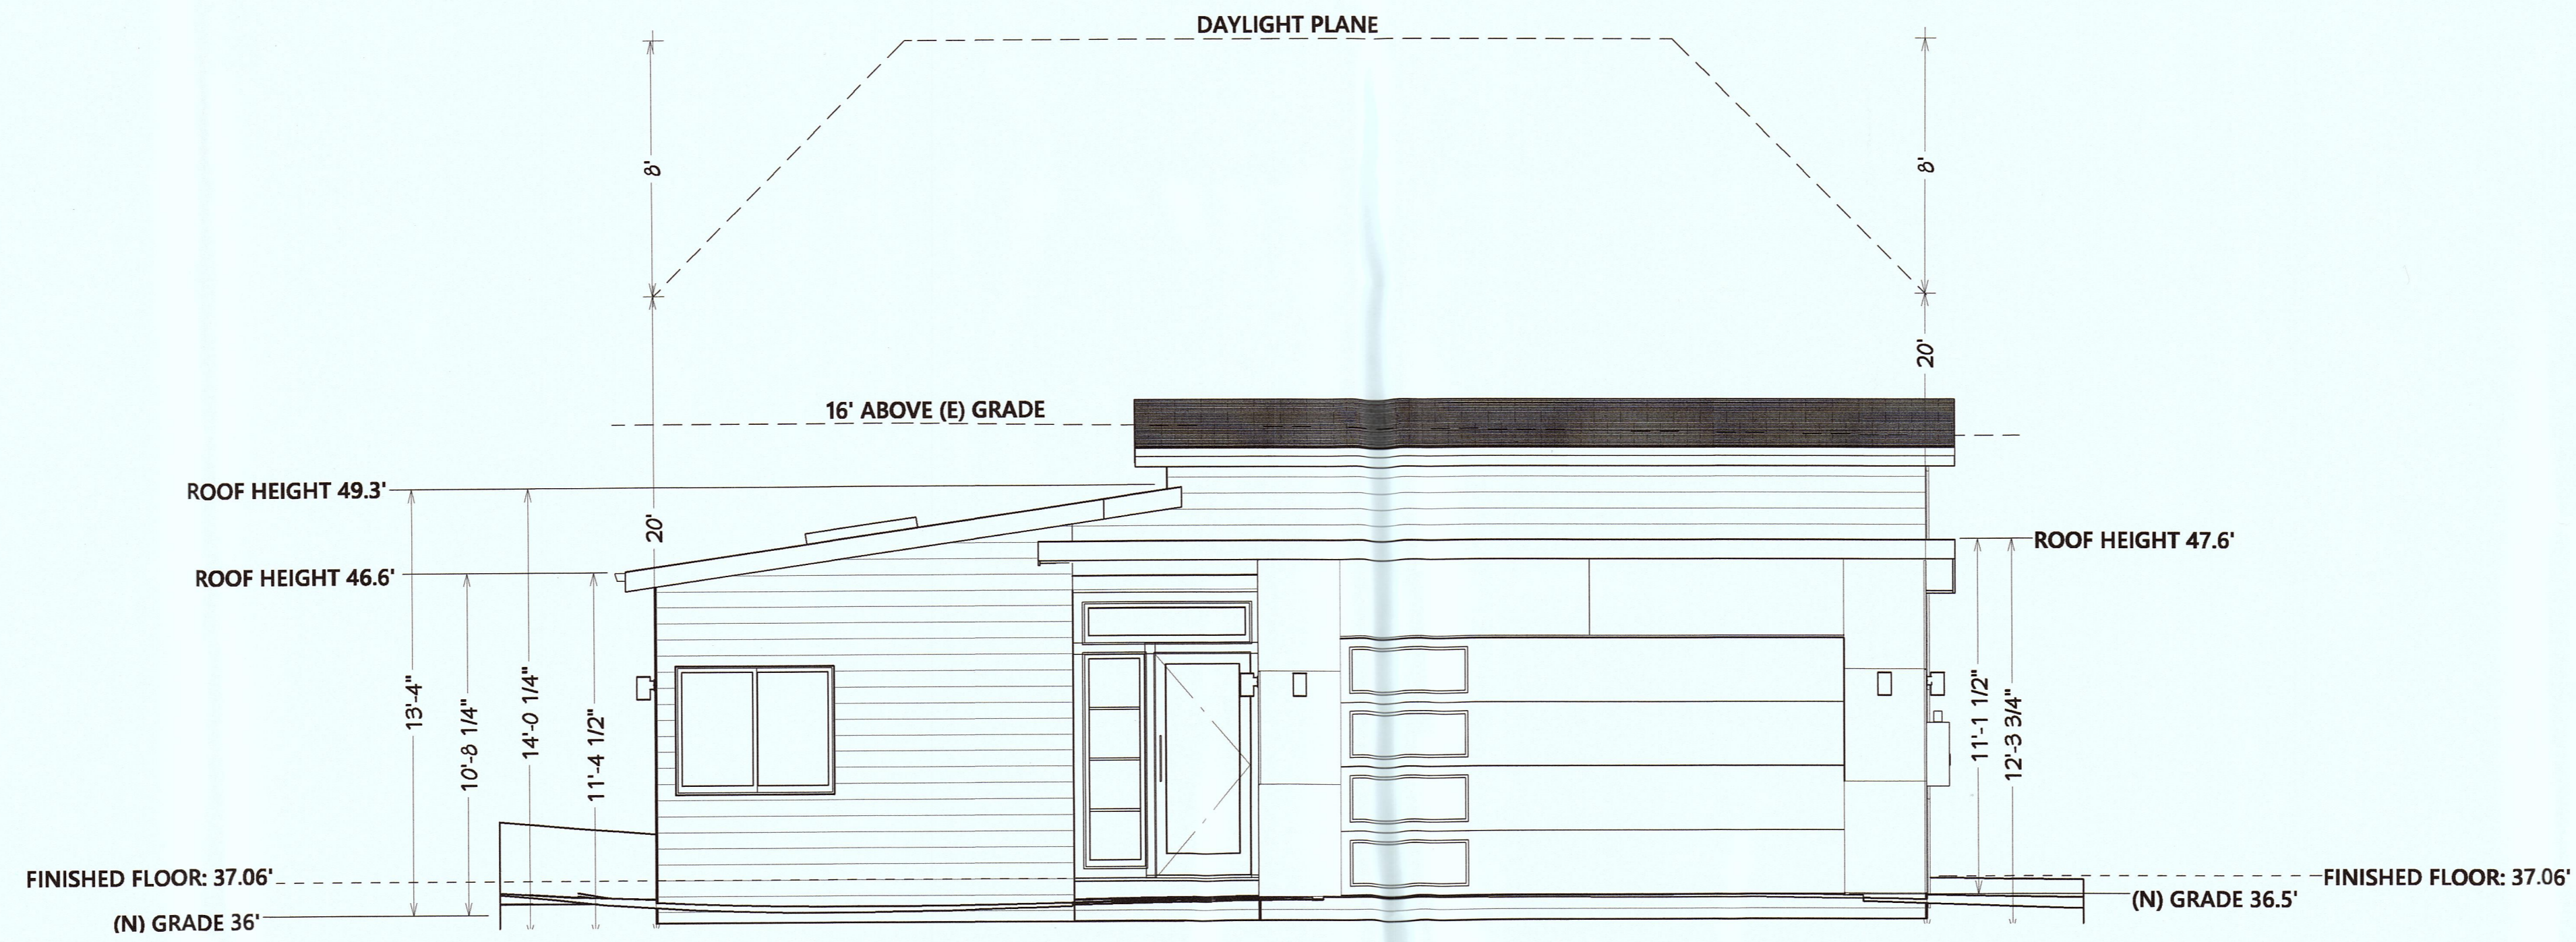 DAYLIGHT PLANE
8'
8'
20'
16' ABOVE (E) GRADE
ROOF HEIGHT 49.3'
20'
ROOF HEIGHT 47.6'
ROOF HEIGHT 46.6'
13'-4"
10'-8 1/4"
14'-0 1/4"
11'-4 1/2"
11'-1 1/2"
12'-3 3/4"
FINISHED FLOOR: 37.06'
FINISHED FLOOR: 37.06'
(N) GRADE 36'
(N) GRADE 36.5'